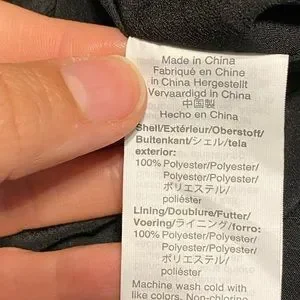 Made in China
Fabriqué en Chine
in China Hergestellt
Vervaardigd in China
中国製
Hecho en China
Shell/Extérieur/Oberstoff/
Buitenkant/シェル/tela
exterior:
100% Polyester/Polyester/
Polyester/Polyester/
ポリエステル/
poliéster
Lining/Doublure/Futter/
Voering/ライニング/forro:
100% Polyester/Polyester/
Polyester/Polyester/
ポリエステル/
poliéster
Machine wash cold with
like colors. Non-chlorine